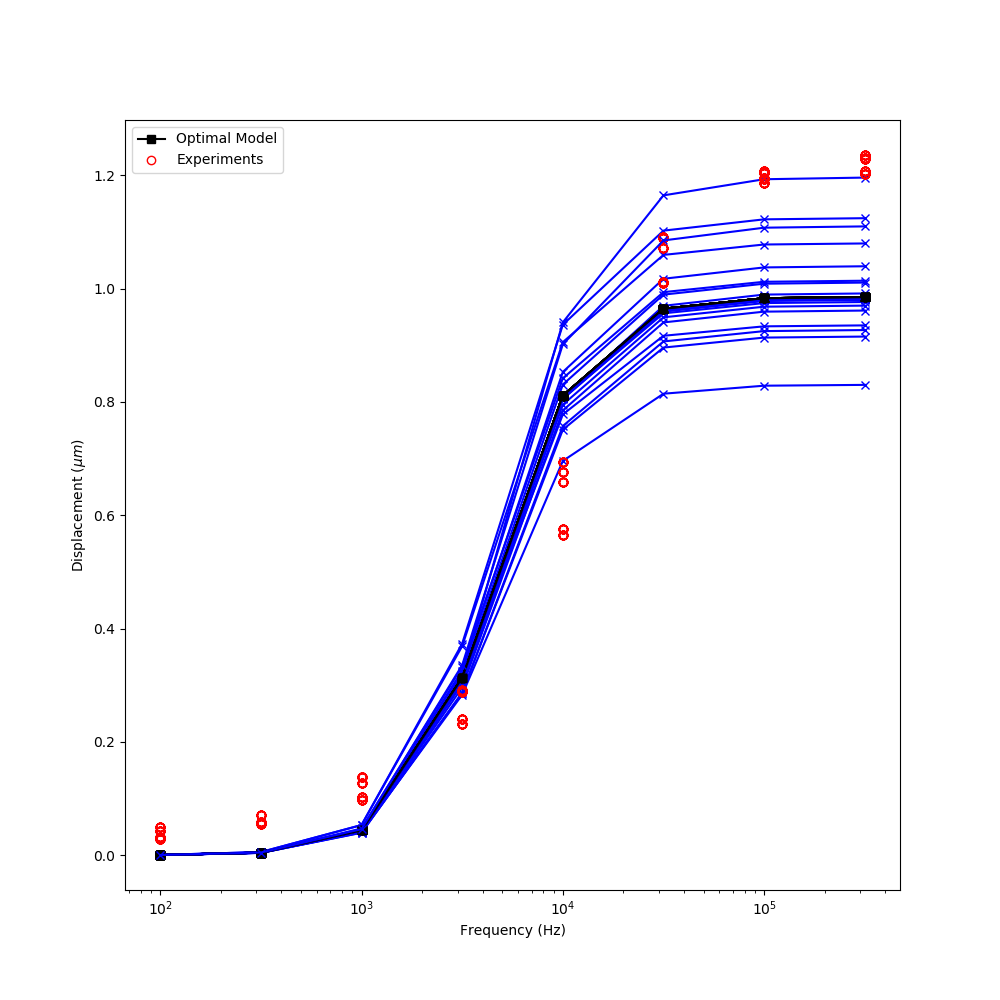 Optimal Model
Experiments
1.2
1.0
0.8
0.6
0.4
0.2
0.0
Displacement (μm)
10² 10³ 10⁴ 10⁵
Frequency (Hz)